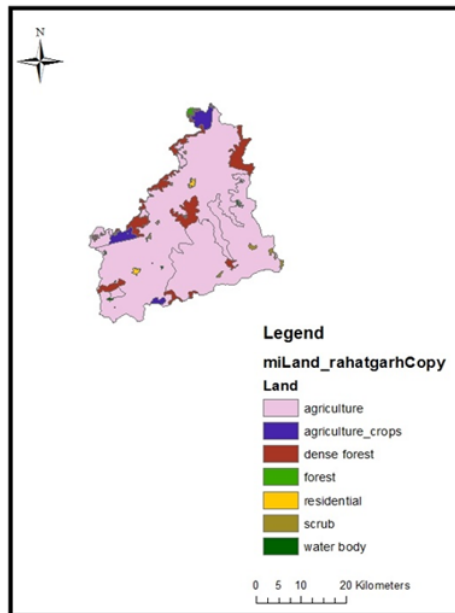 N
Legend
miLand_rahatgarhCopy
Land
agriculture
agriculture_crops
dense forest
forest
residential
scrub
water body
0 5 10 20 Kilometers